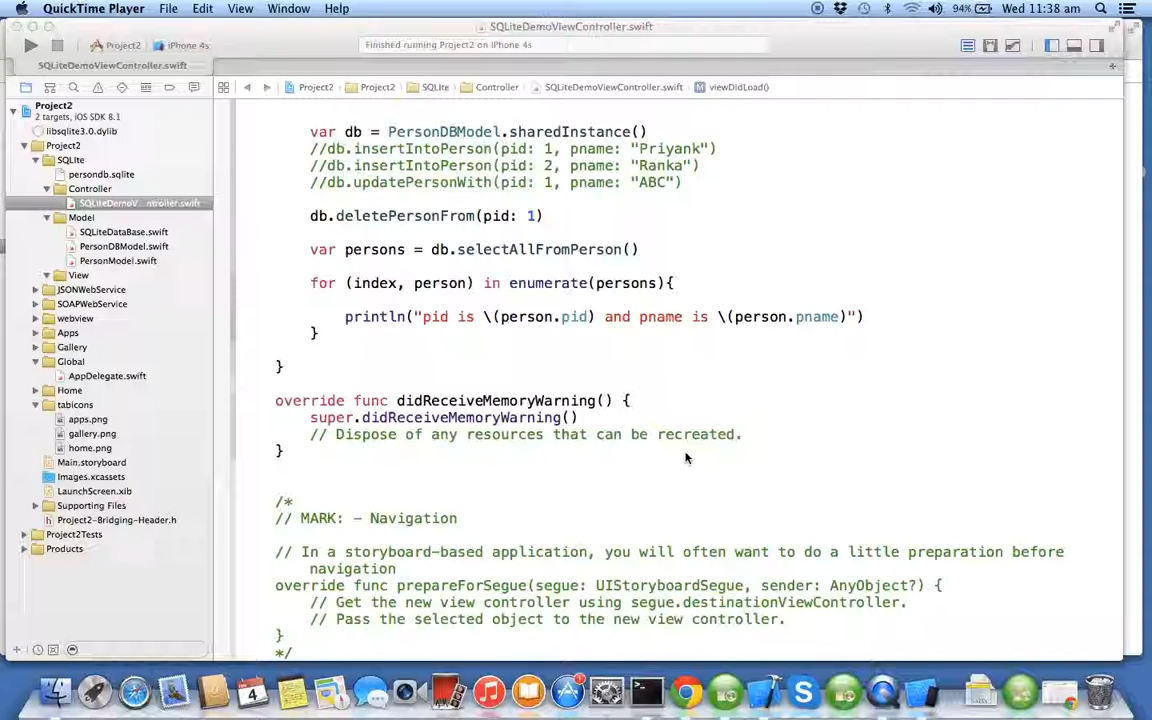 QuickTime Player File Edit View Window Help 94% Wed 11:38 am
SQLiteDemoViewController.swift
Project2 iPhone 4s Finished running Project2 on iPhone 4s
SQLiteDemoViewController.swift
Project2 Project2 SQLIte Controller SQLiteDemoViewController.swift M viewDidLoad()
Project2
2 targets, iOS SDK 8.1
libsqlite3.0.dylib
Project2
SQLIte
persondb.sqlite
Controller
SQLiteDemoV...ntroller.swift
Model
SQLiteDataBase.swift
PersonDBModel.swift
PersonModel.swift
View
JSONWebService
SOAPWebService
webview
Apps
Gallery
Global
AppDelegate.swift
Home
tabicons
apps.png
gallery.png
home.png
Main.storyboard
Images.xcassets
LaunchScreen.xib
Supporting Files
Project2-Bridging-Header.h
Project2Tests
Products
var db = PersonDBModel.sharedInstance()
//db.insertIntoPerson(pid: 1, pname: "Priyank")
//db.insertIntoPerson(pid: 2, pname: "Ranka")
//db.updatePersonWith(pid: 1, pname: "ABC")
db.deletePersonFrom(pid: 1)
var persons = db.selectAllFromPerson()
for (index, person) in enumerate(persons){
println("pid is \(person.pid) and pname is \(person.pname)")
}
}
override func didReceiveMemoryWarning() {
super.didReceiveMemoryWarning()
// Dispose of any resources that can be recreated.
}
/*
// MARK: - Navigation
// In a storyboard-based application, you will often want to do a little preparation before
navigation
override func prepareForSegue(segue: UIStoryboardSegue, sender: AnyObject?) {
// Get the new view controller using segue.destinationViewController.
// Pass the selected object to the new view controller.
}
*/
4
1